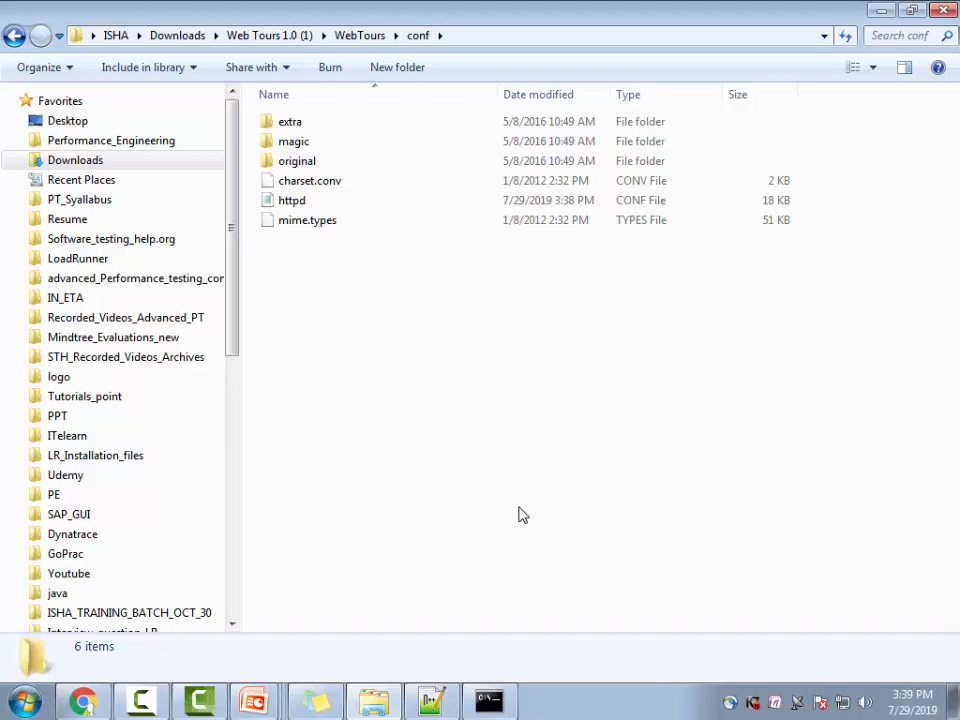 ISHA Downloads Web Tours 1.0 (1) WebTours conf
Search conf
Organize Include in library Share with Burn New folder
Favorites
Desktop
Performance_Engineering
Downloads
Recent Places
PT_Syllabus
Resume
Software_testing_help.org
LoadRunner
advanced_Performance_testing_con
IN_ETA
Recorded_Videos_Advanced_PT
Mindtree_Evaluations_new
STH_Recorded_Videos_Archives
logo
Tutorials_point
PPT
ITelearn
LR_Installation_files
Udemy
PE
SAP_GUI
Dynatrace
GoPrac
Youtube
java
ISHA_TRAINING_BATCH_OCT_30
Interview_question_LR
Name Date modified Type Size
extra 5/8/2016 10:49 AM File folder
magic 5/8/2016 10:49 AM File folder
original 5/8/2016 10:49 AM File folder
charset.conv 1/8/2012 2:32 PM CONV File 2 KB
httpd 7/29/2019 3:38 PM CONF File 18 KB
mime.types 1/8/2012 2:32 PM TYPES File 51 KB
6 items
3:39 PM
7/29/2019